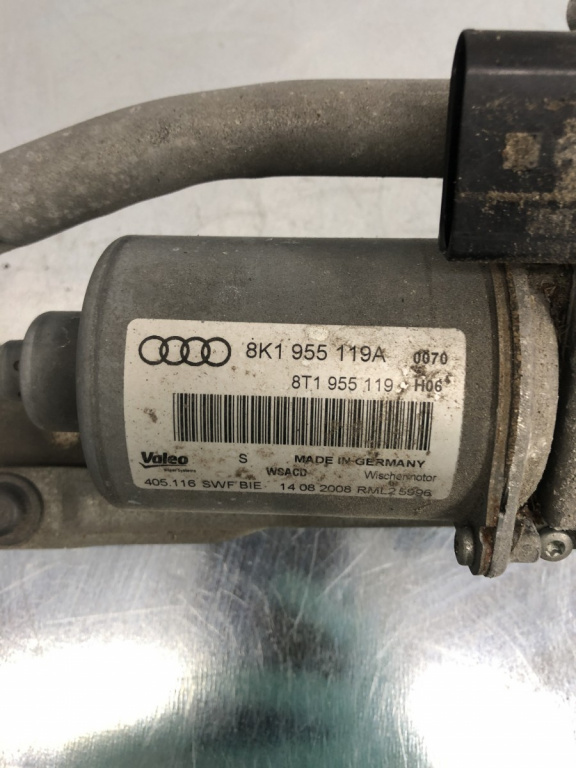 8K1 955 119A 0070
8T1 955 119 H06
Valeo S MADE IN GERMANY
WSACD Wischermotor
405.116 SWF BIE 14 08 2008